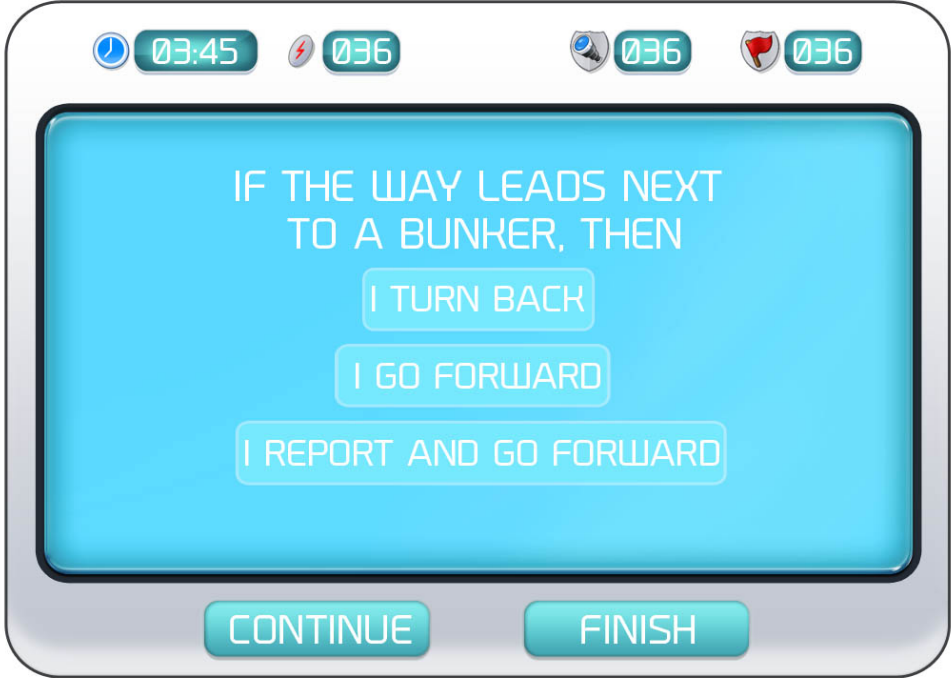 03:45 036 036 036
IF THE WAY LEADS NEXT
TO A BUNKER, THEN
I TURN BACK
I GO FORWARD
I REPORT AND GO FORWARD
CONTINUE FINISH